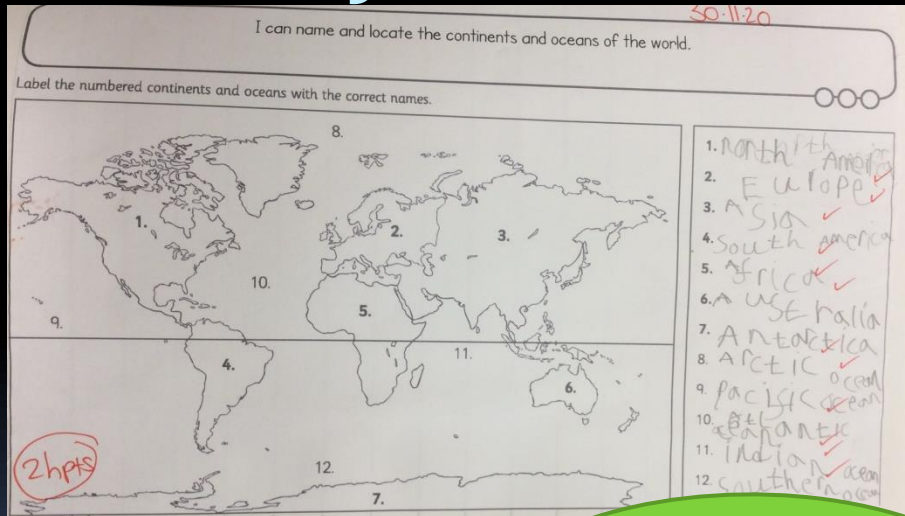 30.11.20
I can name and locate the continents and oceans of the world.
Label the numbered continents and oceans with the correct names.
8.
1.
2.
3.
10.
5.
9.
11.
4.
6.
12.
7.
2hpts
1. north
2. Europe
3. Asia
4. South america
5. Africa
6. Australia
7. Antarctica
8. Arctic ocean
9. pacific ocean
10.
11. indian ocean
12. Southern ocean